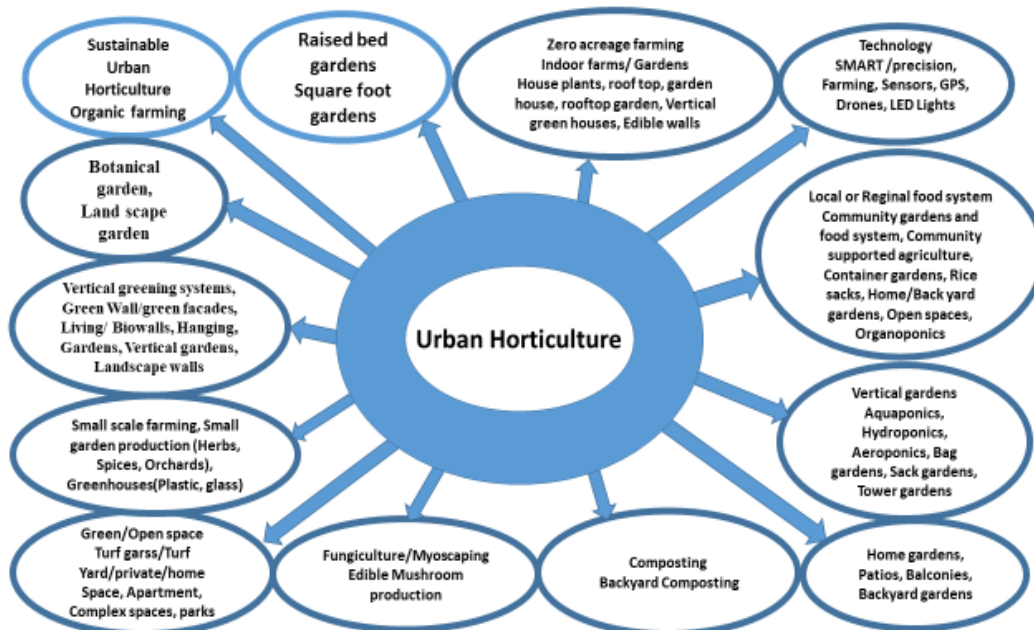 Sustainable
Urban
Horticulture
Organic farming
Raised bed
gardens
Square foot
gardens
Zero acreage farming
Indoor farms/ Gardens
House plants, roof top, garden
house, rooftop garden, Vertical
green houses, Edible walls
Technology
SMART /precision,
Farming, Sensors, GPS,
Drones, LED Lights
Botanical
garden,
Land scape
garden
Local or Reginal food system
Community gardens and
food system, Community
supported agriculture,
Container gardens, Rice
sacks, Home/Back yard
gardens, Open spaces,
Organoponics
Vertical greening systems,
Green Wall/green facades,
Living/ Biowalls, Hanging,
Gardens, Vertical gardens,
Landscape walls
Urban Horticulture
Small scale farming, Small
garden production (Herbs,
Spices, Orchards),
Greenhouses(Plastic, glass)
Vertical gardens
Aquaponics,
Hydroponics,
Aeroponics, Bag
gardens, Sack gardens,
Tower gardens
Green/Open space
Turf garss/Turf
Yard/private/home
Space, Apartment,
Complex spaces, parks
Fungiculture/Myoscaping
Edible Mushroom
production
Composting
Backyard Composting
Home gardens,
Patios, Balconies,
Backyard gardens